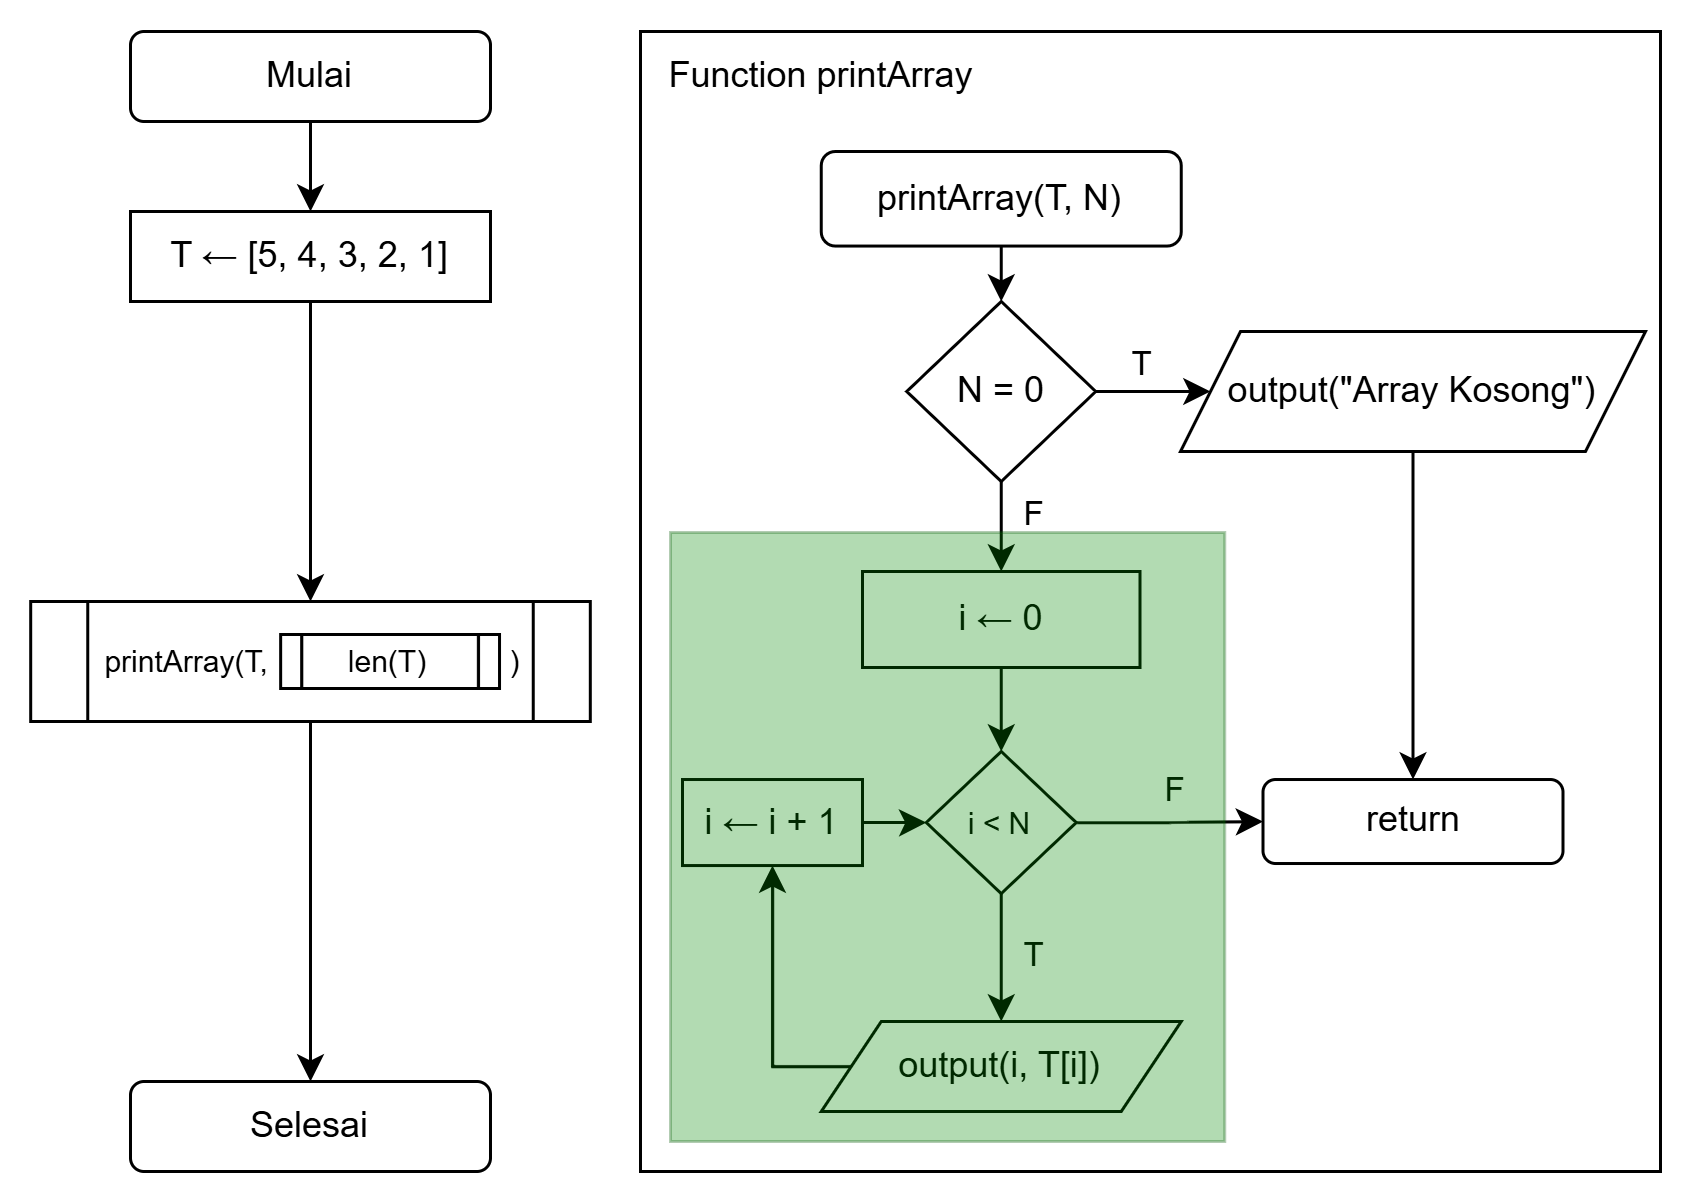 Mulai
T ← [5, 4, 3, 2, 1]
printArray(T, len(T) )
Selesai
Function printArray
printArray(T, N)
N = 0
T
output("Array Kosong")
F
i ← 0
i < N
F
return
T
output(i, T[i])
i ← i + 1